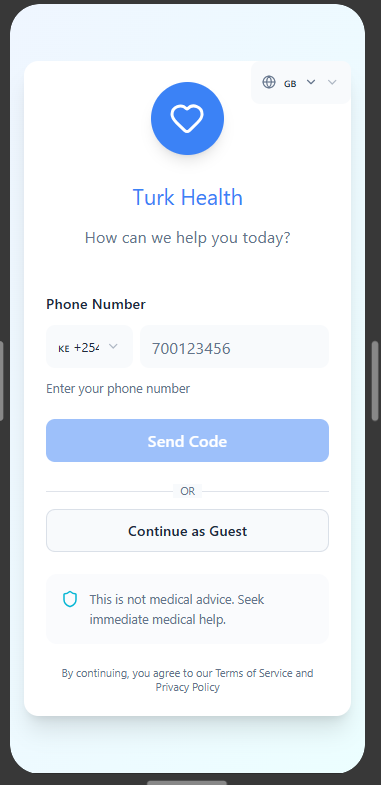 GB
Turk Health
How can we help you today?
Phone Number
KE +254 700123456
Enter your phone number
Send Code
OR
Continue as Guest
This is not medical advice. Seek
immediate medical help.
By continuing, you agree to our Terms of Service and
Privacy Policy